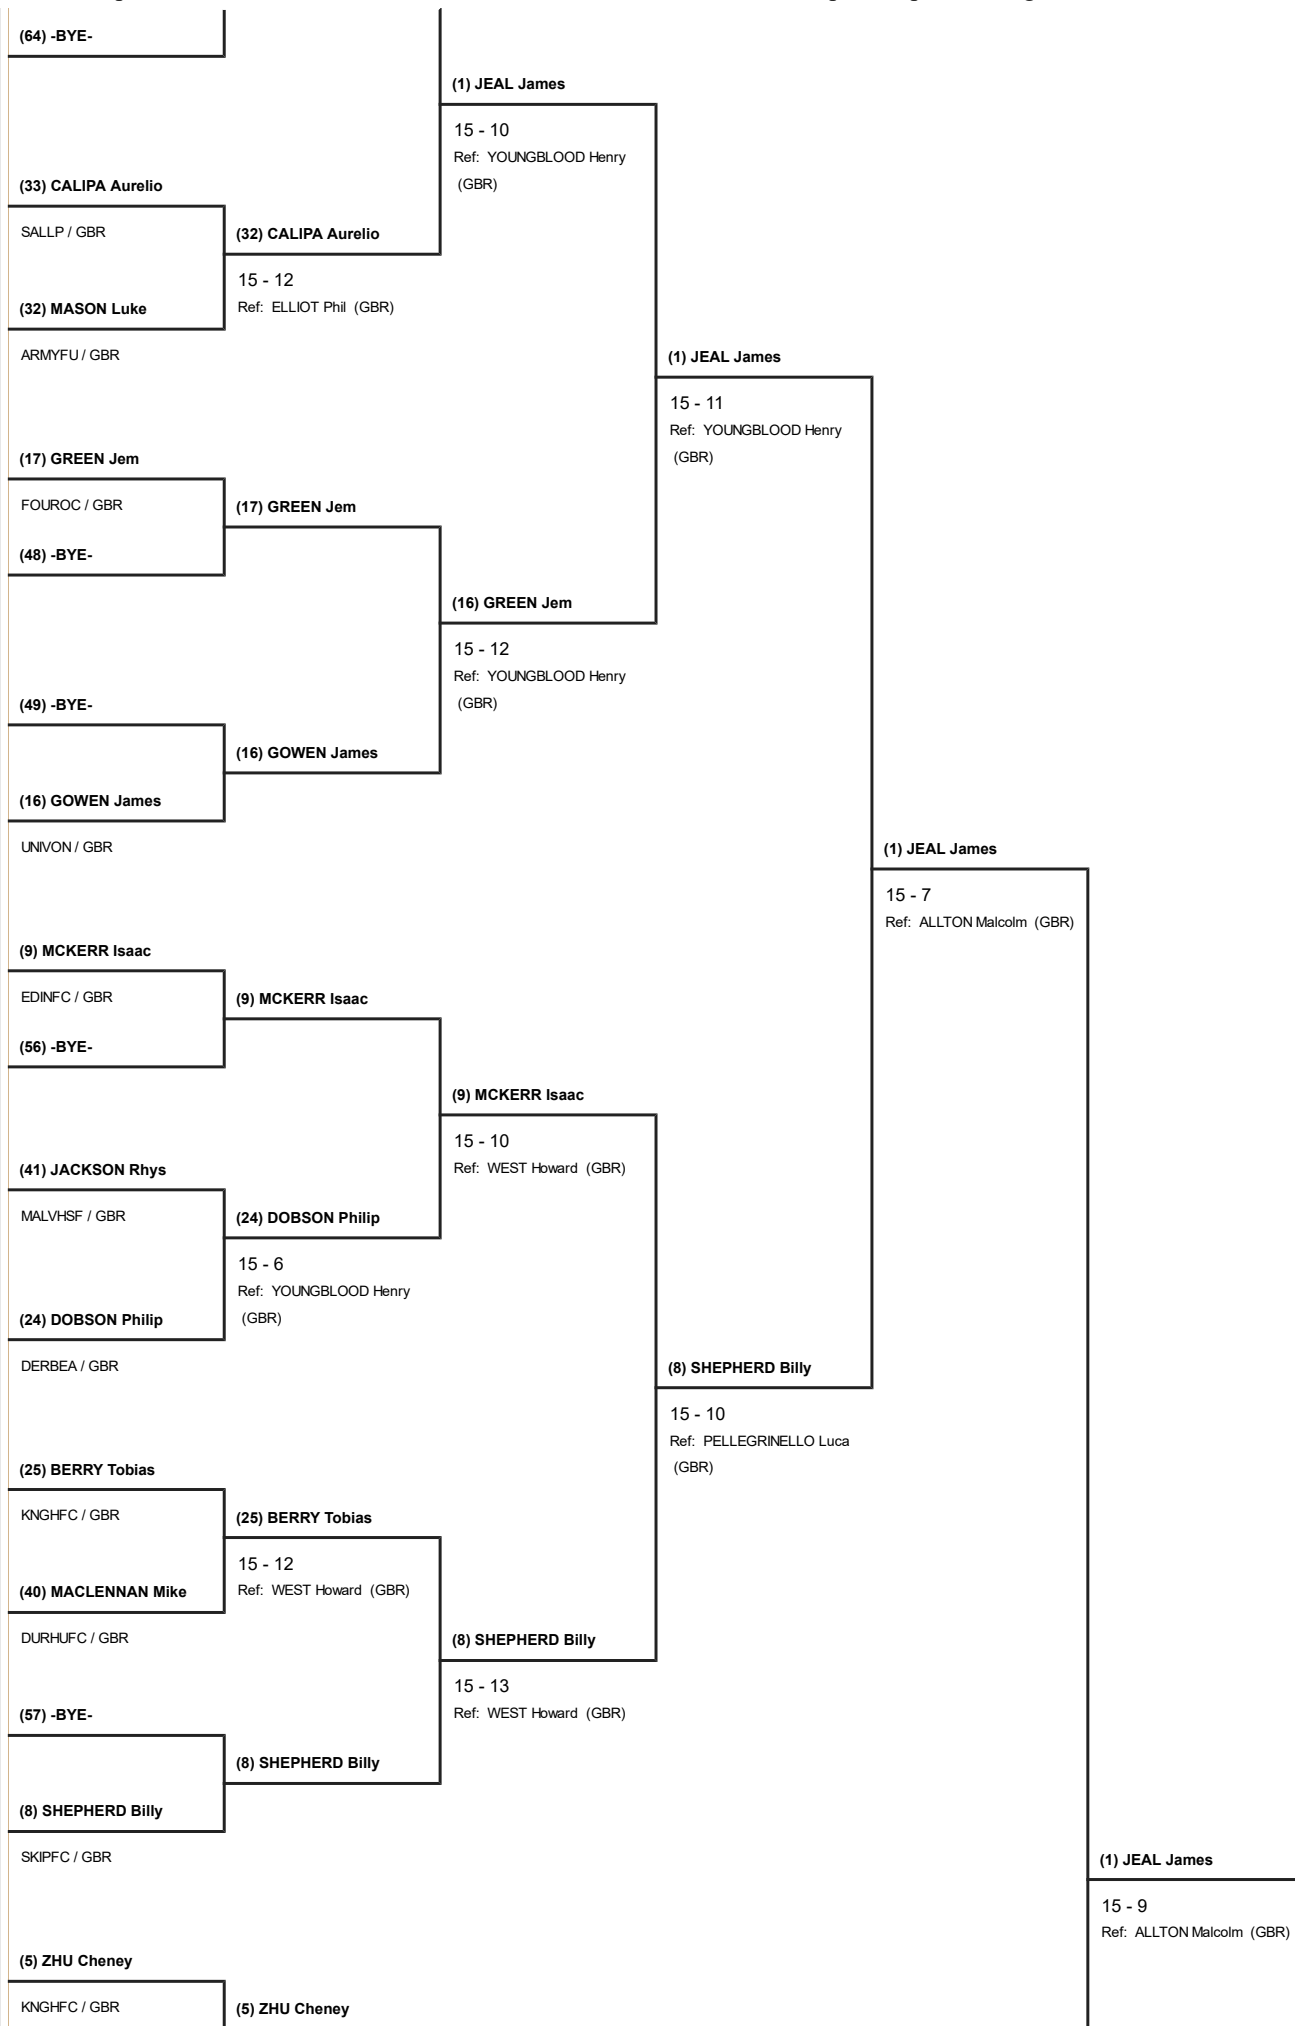 (64) -BYE-
(1) JEAL James
15 - 10
Ref: YOUNGBLOOD Henry
(GBR)
(33) CALIPA Aurelio
SALLP / GBR
(32) CALIPA Aurelio
15 - 12
Ref: ELLIOT Phil (GBR)
(32) MASON Luke
ARMYFU / GBR
(1) JEAL James
15 - 11
Ref: YOUNGBLOOD Henry
(GBR)
(17) GREEN Jem
FOUROC / GBR
(17) GREEN Jem
(48) -BYE-
(16) GREEN Jem
15 - 12
Ref: YOUNGBLOOD Henry
(GBR)
(49) -BYE-
(16) GOWEN James
(16) GOWEN James
UNIVON / GBR
(1) JEAL James
15 - 7
Ref: ALLTON Malcolm (GBR)
(9) MCKERR Isaac
EDINFC / GBR
(9) MCKERR Isaac
(56) -BYE-
(9) MCKERR Isaac
15 - 10
Ref: WEST Howard (GBR)
(41) JACKSON Rhys
MALVHSF / GBR
(24) DOBSON Philip
15 - 6
Ref: YOUNGBLOOD Henry
(GBR)
(24) DOBSON Philip
DERBEA / GBR
(8) SHEPHERD Billy
15 - 10
Ref: PELLEGRINELLO Luca
(GBR)
(25) BERRY Tobias
KNGHFC / GBR
(25) BERRY Tobias
15 - 12
Ref: WEST Howard (GBR)
(40) MACLENNAN Mike
DURHUFC / GBR
(8) SHEPHERD Billy
15 - 13
Ref: WEST Howard (GBR)
(57) -BYE-
(8) SHEPHERD Billy
(8) SHEPHERD Billy
SKIPFC / GBR
(1) JEAL James
15 - 9
Ref: ALLTON Malcolm (GBR)
(5) ZHU Cheney
KNGHFC / GBR
(5) ZHU Cheney